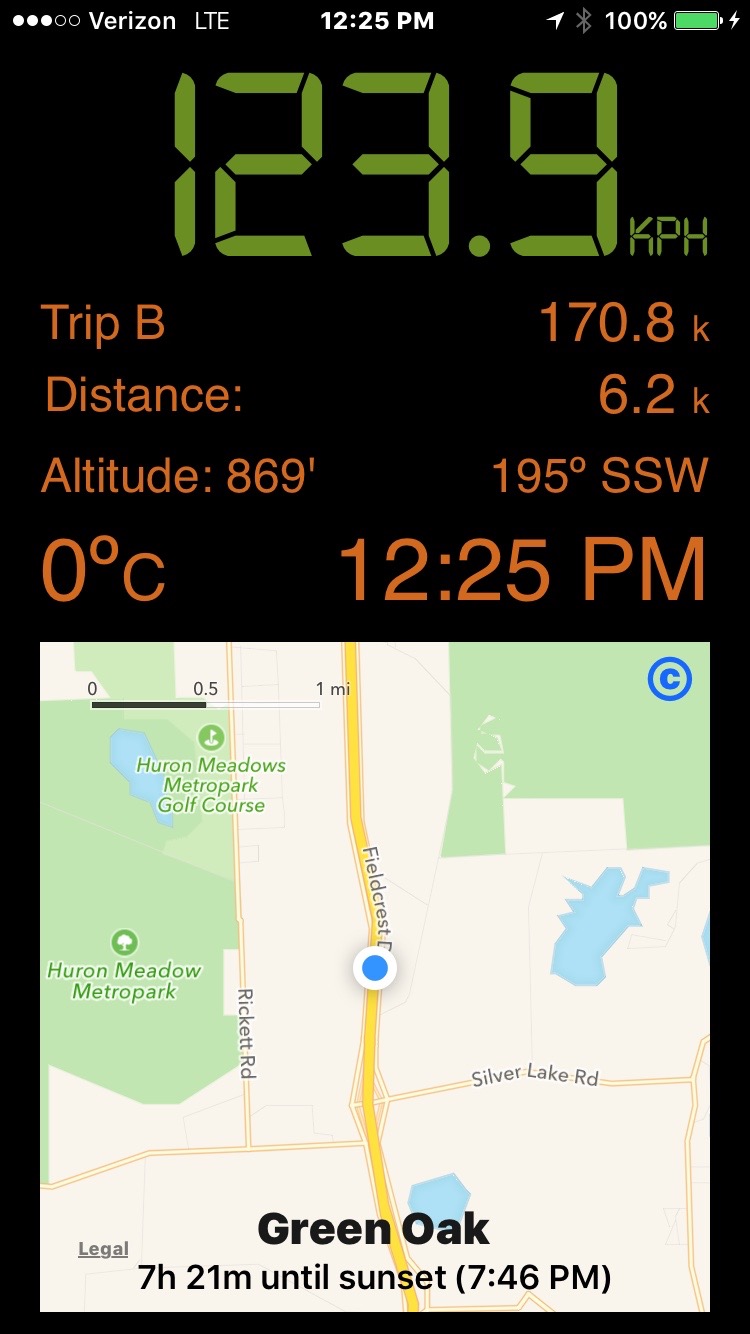 Verizon LTE 12:25 PM 100%
123.9 KPH
Trip B 170.8 k
Distance: 6.2 k
Altitude: 869' 195º SSW
0ºC 12:25 PM
0 0.5 1 mi
©
Huron Meadows
Metropark
Golf Course
Fieldcrest D
Huron Meadow
Metropark
Rickett Rd
Silver Lake Rd
Green Oak
Legal
7h 21m until sunset (7:46 PM)